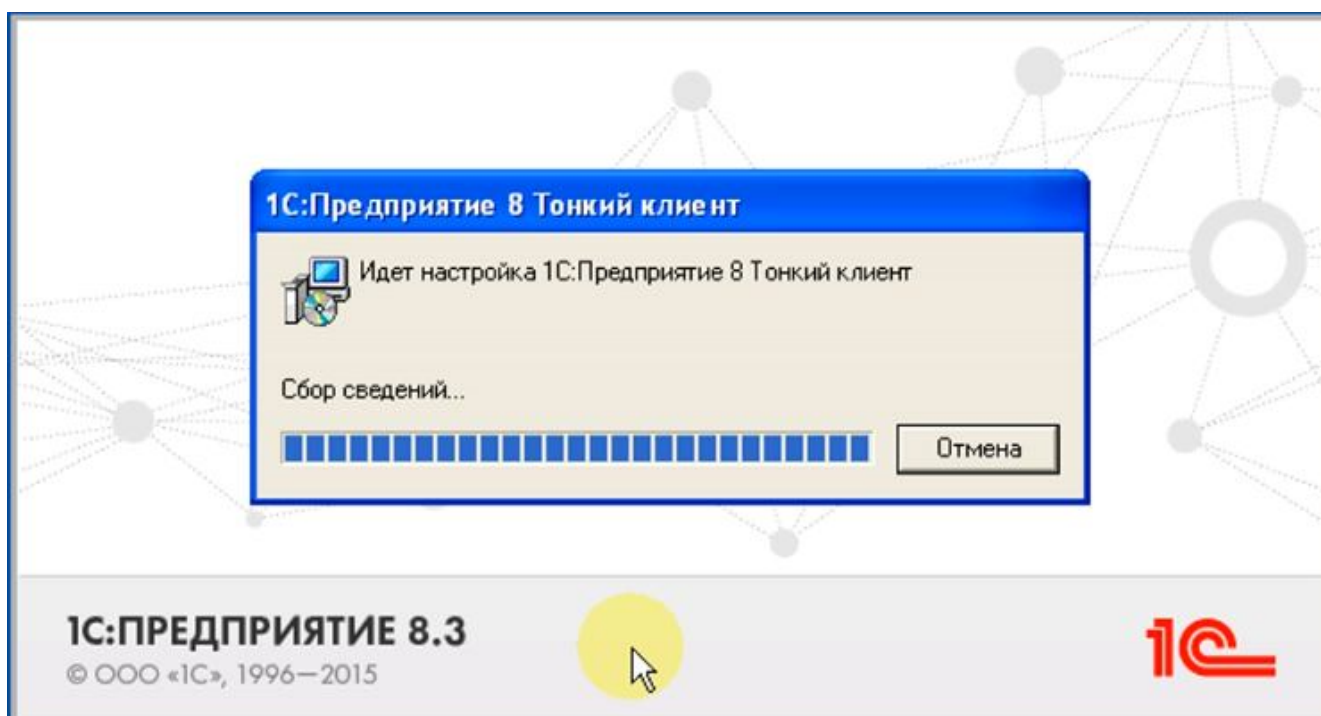 1С:Предприятие 8 Тонкий клиент
Идет настройка 1С:Предприятие 8 Тонкий клиент
Сбор сведений...
Отмена
1С:ПРЕДПРИЯТИЕ 8.3
© ООО «1С», 1996—2015
1С